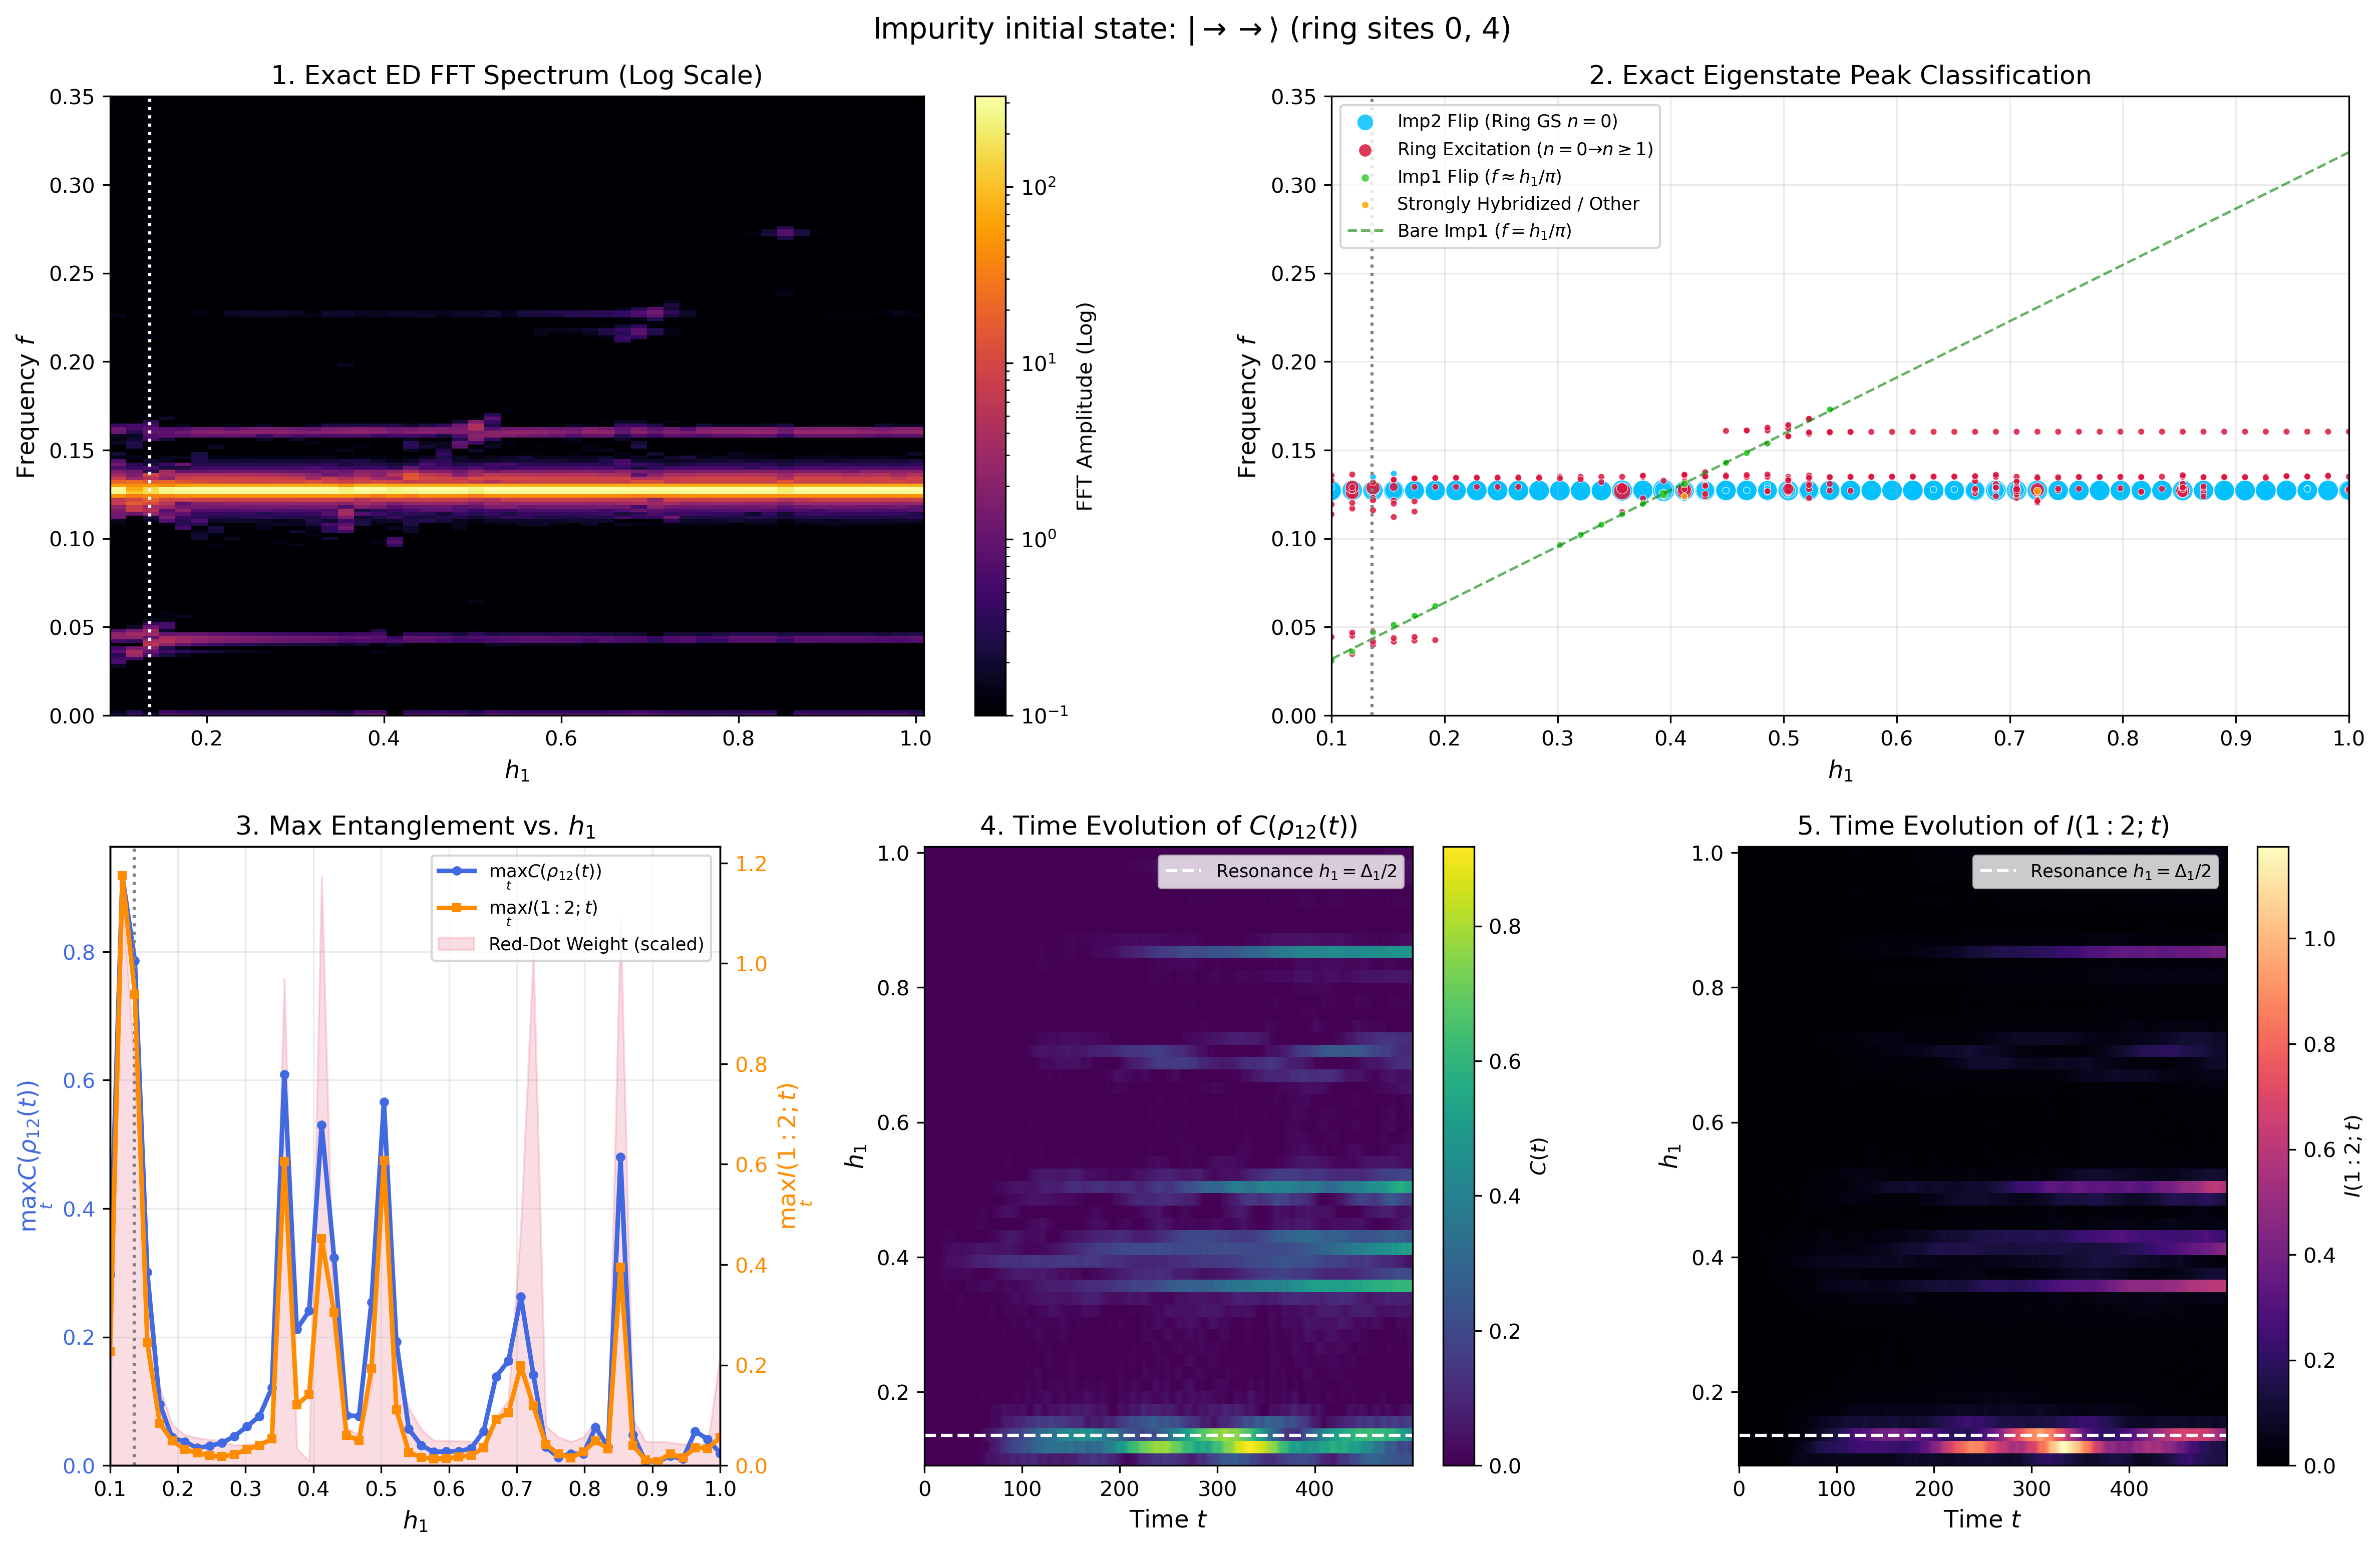 Impurity initial state: |→→⟩ (ring sites 0, 4)
1. Exact ED FFT Spectrum (Log Scale)
Frequency f
0.35
0.30
0.25
0.20
0.15
0.10
0.05
0.00
0.2
0.4
0.6
0.8
1.0
h₁
10²
10¹
10⁰
10⁻¹
FFT Amplitude (Log)
2. Exact Eigenstate Peak Classification
Imp2 Flip (Ring GS n = 0)
Ring Excitation (n = 0→n ≥ 1)
Imp1 Flip (f ≈ h₁/π)
Strongly Hybridized / Other
Bare Imp1 (f = h₁/π)
Frequency f
0.35
0.30
0.25
0.20
0.15
0.10
0.05
0.00
0.1
0.2
0.3
0.4
0.5
0.6
0.7
0.8
0.9
1.0
h₁
3. Max Entanglement vs. h₁
max C(ρ₁₂(t))
t
max I(1 : 2; t)
t
Red-Dot Weight (scaled)
max C(ρ₁₂(t))
t
0.8
0.6
0.4
0.2
0.0
0.1
0.2
0.3
0.4
0.5
0.6
0.7
0.8
0.9
1.0
h₁
1.2
1.0
0.8
0.6
0.4
0.2
0.0
max I(1 : 2; t)
t
4. Time Evolution of C(ρ₁₂(t))
Resonance h₁ = Δ₁/2
h₁
1.0
0.8
0.6
0.4
0.2
0
100
200
300
400
Time t
0.8
0.6
0.4
0.2
0.0
C(t)
5. Time Evolution of I(1 : 2; t)
Resonance h₁ = Δ₁/2
h₁
1.0
0.8
0.6
0.4
0.2
0
100
200
300
400
Time t
1.0
0.8
0.6
0.4
0.2
0.0
I(1 : 2; t)